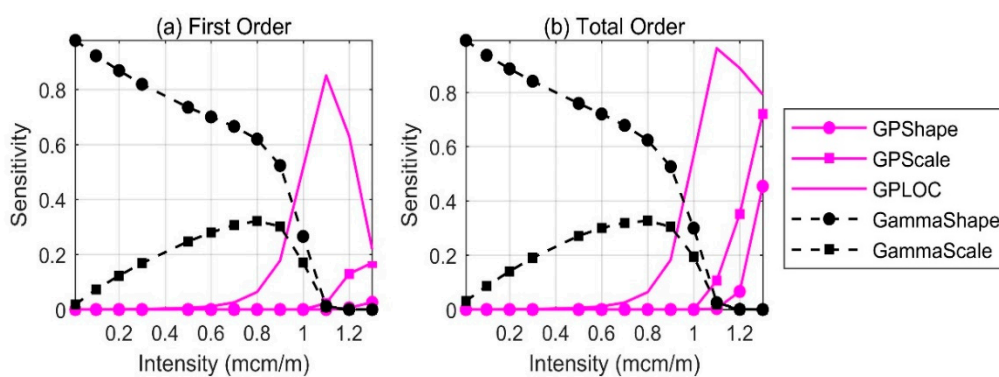 (a) First Order
(b) Total Order
0.8
0.6
0.4
0.2
0
Sensitivity
0.2 0.4 0.6 0.8 1 1.2
Intensity (mcm/m)
0.8
0.6
0.4
0.2
0
Sensitivity
0.2 0.4 0.6 0.8 1 1.2
Intensity (mcm/m)
GPShape
GPScale
GPLOC
GammaShape
GammaScale